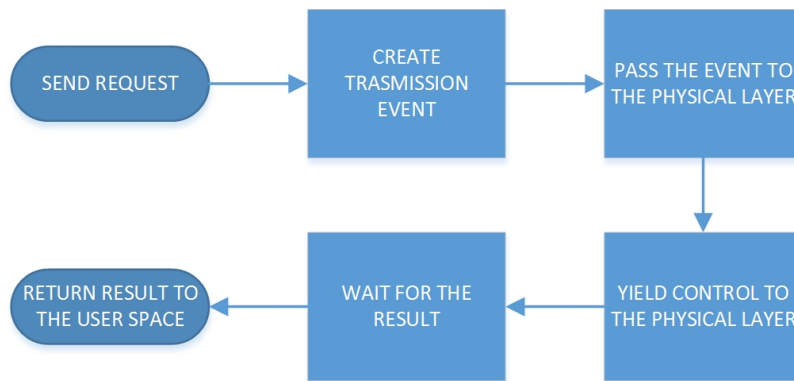 SEND REQUEST
CREATE
TRASMISSION
EVENT
PASS THE EVENT TO
THE PHYSICAL LAYER
RETURN RESULT TO
THE USER SPACE
WAIT FOR THE
RESULT
YIELD CONTROL TO
THE PHYSICAL LAYER